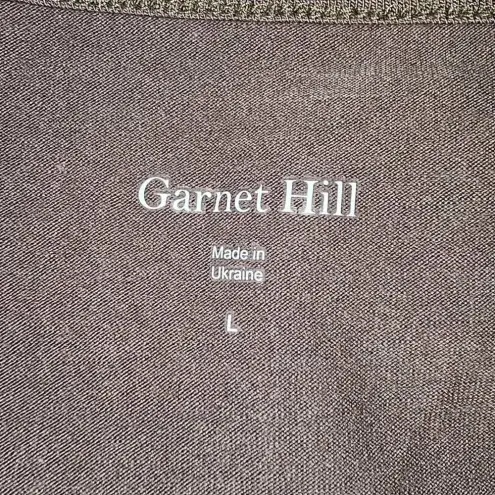 Garnet Hill
Made in
Ukraine
L